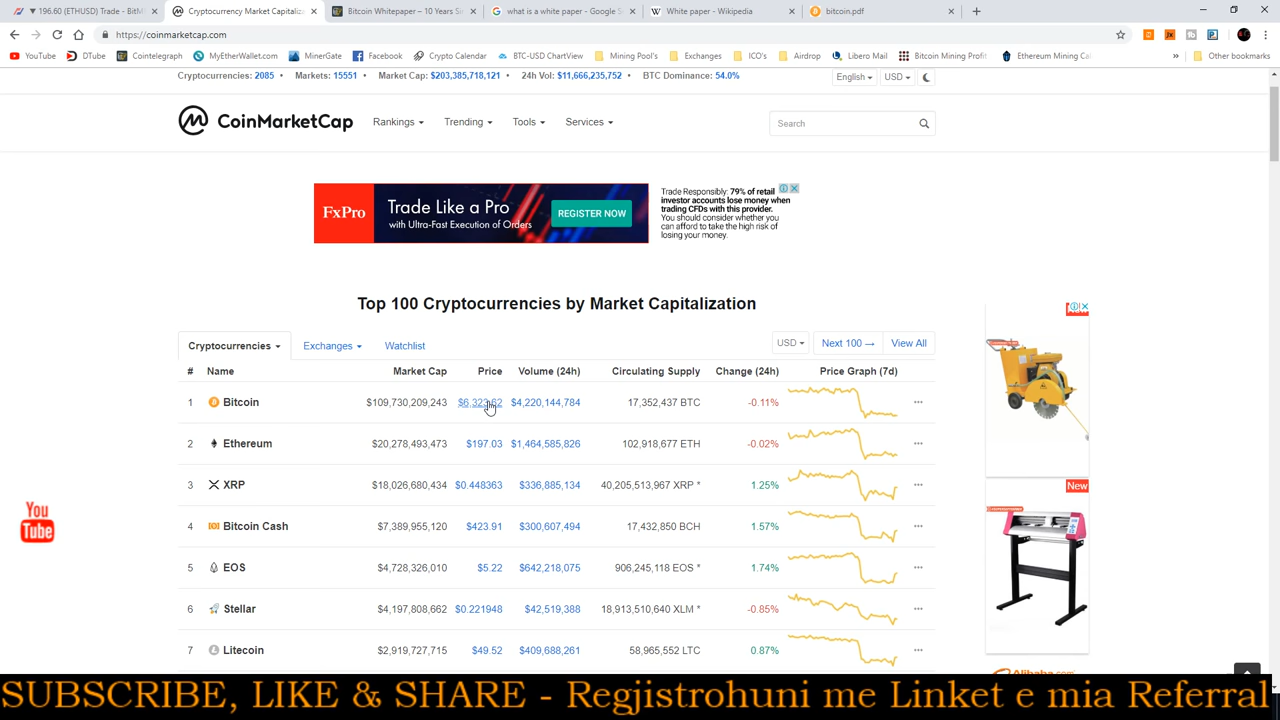 196.60 (ETHUSD) Trade - BitM
Cryptocurrency Market Capitaliza
Bitcoin Whitepaper – 10 Years Si
what is a white paper - Google S
White paper - Wikipedia
bitcoin.pdf
https://coinmarketcap.com
YouTube
DTube
Cointelegraph
MyEtherWallet.com
MinerGate
Facebook
Crypto Calendar
BTC-USD ChartView
Mining Pool's
Exchanges
ICO's
Airdrop
Libero Mail
Bitcoin Mining Profit
Ethereum Mining Ca
Other bookmarks
Cryptocurrencies: 2085 • Markets: 15551 • Market Cap: $203,385,718,121 • 24h Vol: $11,666,235,752 • BTC Dominance: 54.0%
English
USD
CoinMarketCap
Rankings
Trending
Tools
Services
Search
FxPro
Trade Like a Pro
with Ultra-Fast Execution of Orders
REGISTER NOW
Trade Responsibly: 79% of retail
investor accounts lose money when
trading CFDs with this provider.
You should consider whether you
can afford to take the high risk of
losing your money.
Top 100 Cryptocurrencies by Market Capitalization
Cryptocurrencies
Exchanges
Watchlist
USD
Next 100 →
View All
# Name Market Cap Price Volume (24h) Circulating Supply Change (24h) Price Graph (7d)
1 Bitcoin $109,730,209,243 $4,220,144,784 17,352,437 BTC -0.11%
2 Ethereum $20,278,493,473 $197.03 $1,464,585,826 102,918,677 ETH -0.02%
3 XRP $18,026,680,434 $0.448363 $336,885,134 40,205,513,967 XRP * 1.25%
4 Bitcoin Cash $7,389,955,120 $423.91 $300,607,494 17,432,850 BCH 1.57%
5 EOS $4,728,326,010 $5.22 $642,218,075 906,245,118 EOS * 1.74%
6 Stellar $4,197,808,662 $0.221948 $42,519,388 18,913,510,640 XLM * -0.85%
7 Litecoin $2,919,727,715 $49.52 $409,688,261 58,965,552 LTC 0.87%
New
Alibaba.com
You
Tube
SUBSCRIBE, LIKE & SHARE - Regjistrohuni me Linket e mia Referral